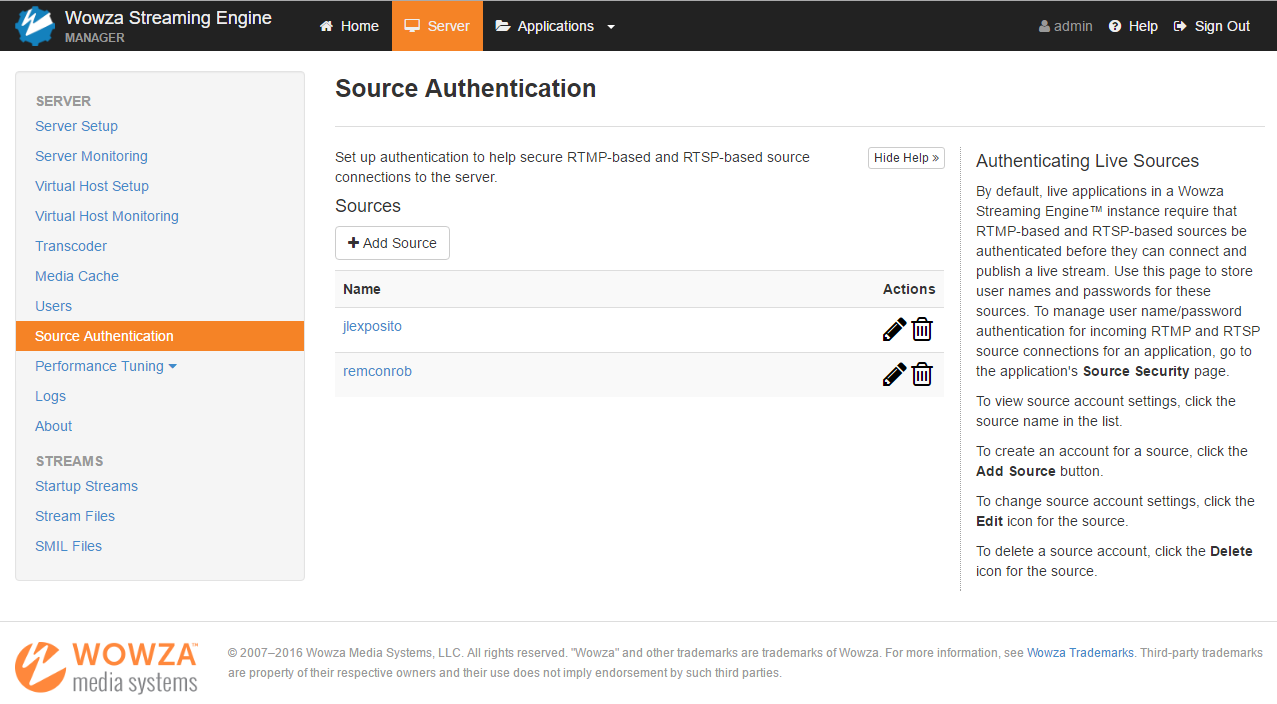 Wowza Streaming Engine
MANAGER
Home
Server
Applications
admin
Help
Sign Out
SERVER
Server Setup
Server Monitoring
Virtual Host Setup
Virtual Host Monitoring
Transcoder
Media Cache
Users
Source Authentication
Performance Tuning
Logs
About
STREAMS
Startup Streams
Stream Files
SMIL Files
Source Authentication
Set up authentication to help secure RTMP-based and RTSP-based source
connections to the server.
Hide Help »
Sources
Add Source
Name Actions
jlexposito
remconrob
Authenticating Live Sources
By default, live applications in a Wowza
Streaming Engine™ instance require that
RTMP-based and RTSP-based sources be
authenticated before they can connect and
publish a live stream. Use this page to store
user names and passwords for these
sources. To manage user name/password
authentication for incoming RTMP and RTSP
source connections for an application, go to
the application's Source Security page.
To view source account settings, click the
source name in the list.
To create an account for a source, click the
Add Source button.
To change source account settings, click the
Edit icon for the source.
To delete a source account, click the Delete
icon for the source.
WOWZA™
media systems
© 2007–2016 Wowza Media Systems, LLC. All rights reserved. "Wowza" and other trademarks are trademarks of Wowza. For more information, see Wowza Trademarks. Third-party trademarks
are property of their respective owners and their use does not imply endorsement by such third parties.